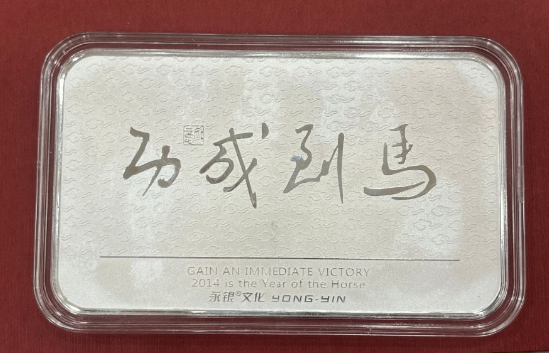 馬到成功
GAIN AN IMMEDIATE VICTORY
2014 is the Year of the Horse
永银®文化 YONG-YIN